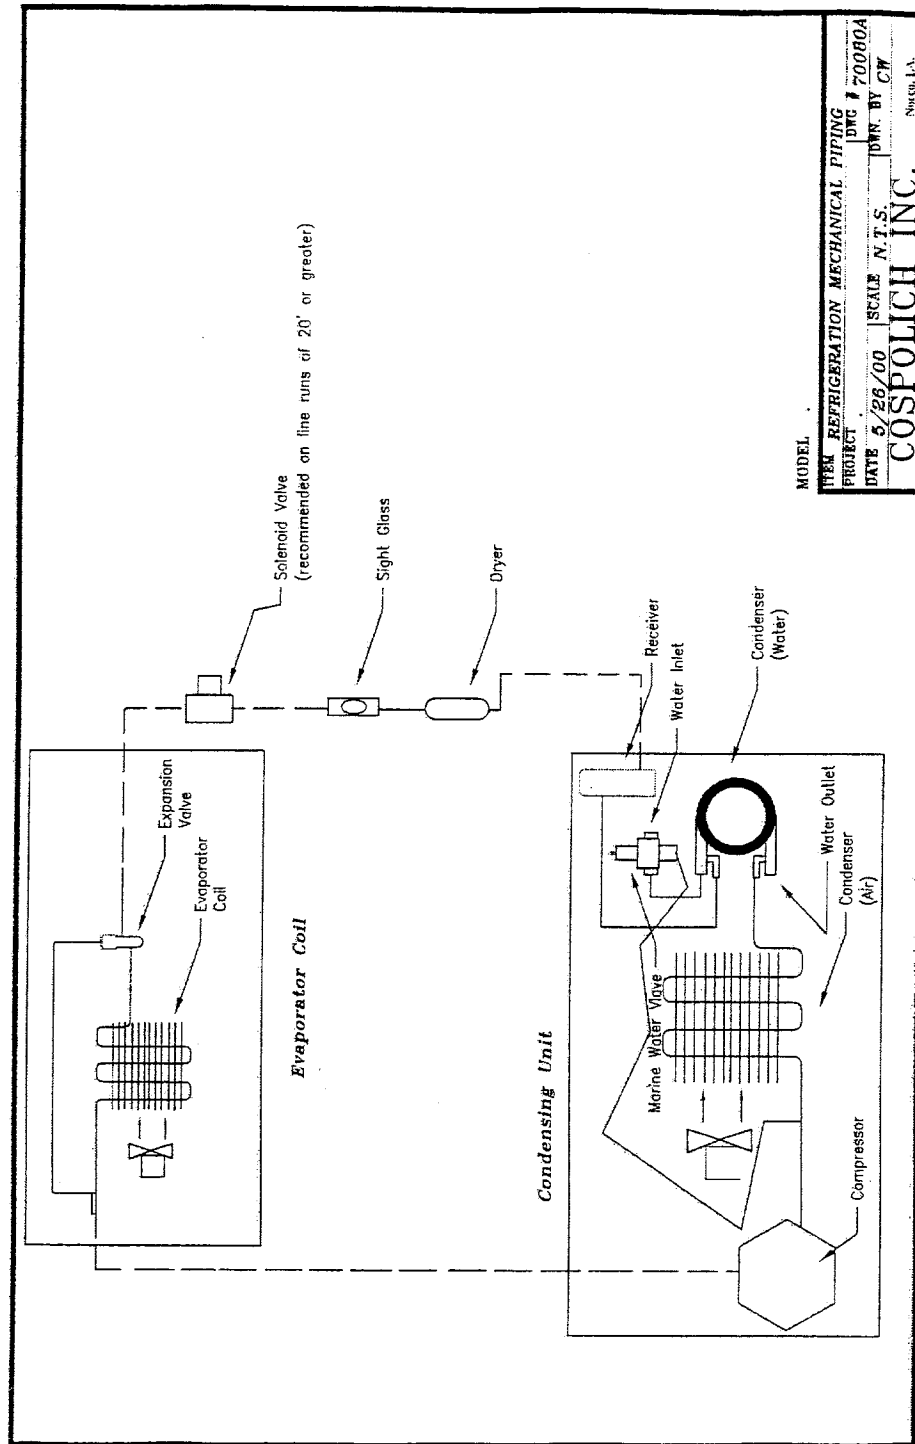 Solenoid Valve
(recommended on line runs of 20' or greater)
Expansion
Valve
Evaporator
Coil
Sight Glass
Dryer
Evaporator Coil
Receiver
Water Inlet
Condenser
(Water)
Condensing Unit
Marine Water Vlave
Water Outlet
Condenser
(Air)
Compressor
MODEL
ITEM REFRIGERATION MECHANICAL PIPING
PROJECT DWG # 70080A
DATE 5/26/00 SCALE N.T.S. DWN. BY CW
COSPOLICH INC. Norco, LA.